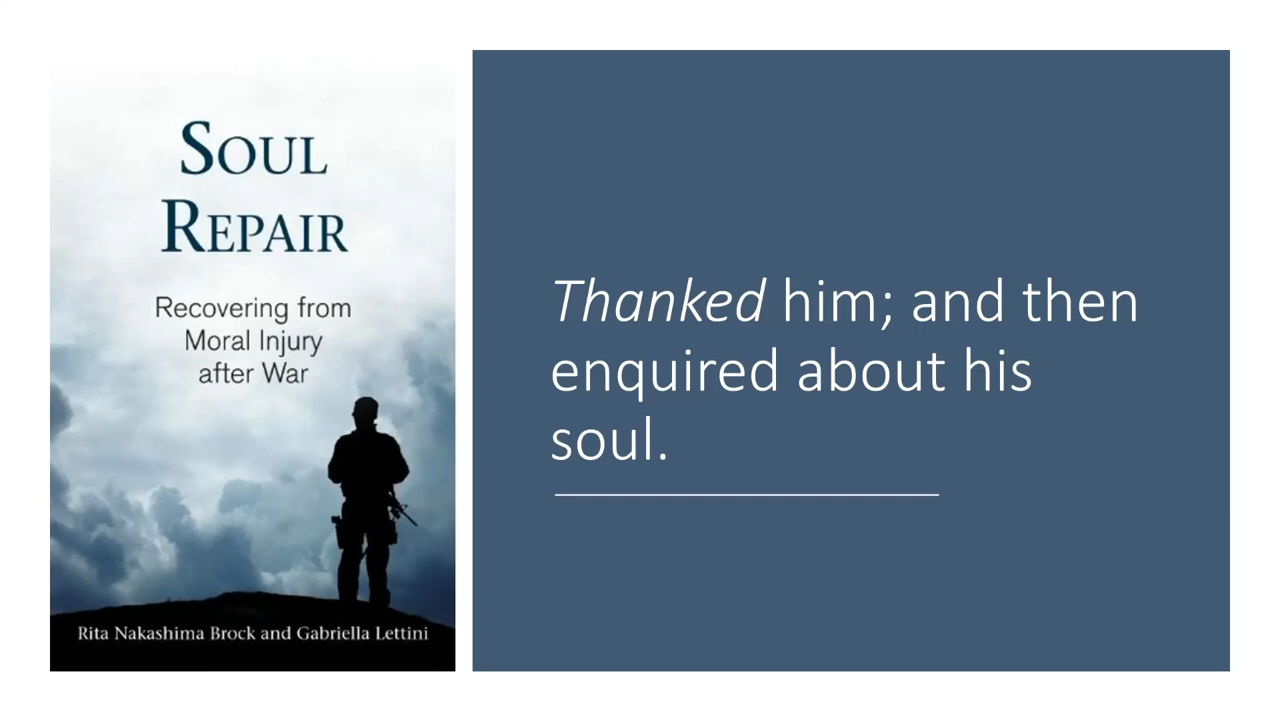 SOUL
REPAIR
Recovering from
Moral Injury
after War
Rita Nakashima Brock and Gabriella Lettini
Thanked him; and then
enquired about his
soul.